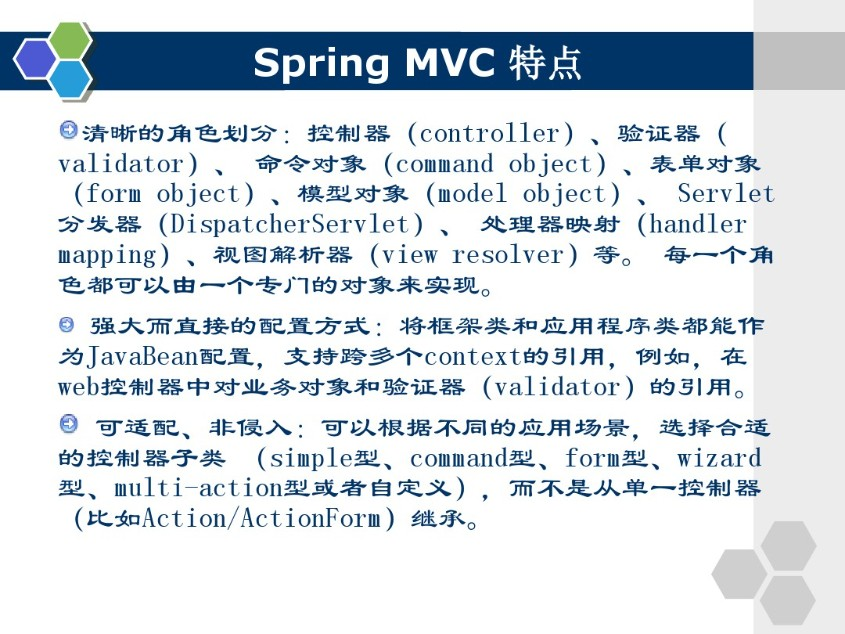 Spring MVC 特点
清晰的角色划分：控制器（controller）、验证器（
validator）、 命令对象（command object）、表单对象
（form object）、模型对象（model object）、 Servlet
分发器（DispatcherServlet）、 处理器映射（handler
mapping）、视图解析器（view resolver）等。 每一个角
色都可以由一个专门的对象来实现。
强大而直接的配置方式：将框架类和应用程序类都能作
为JavaBean配置，支持跨多个context的引用，例如，在
web控制器中对业务对象和验证器（validator）的引用。
可适配、非侵入：可以根据不同的应用场景，选择合适
的控制器子类 （simple型、command型、form型、wizard
型、multi-action型或者自定义），而不是从单一控制器
（比如Action/ActionForm）继承。